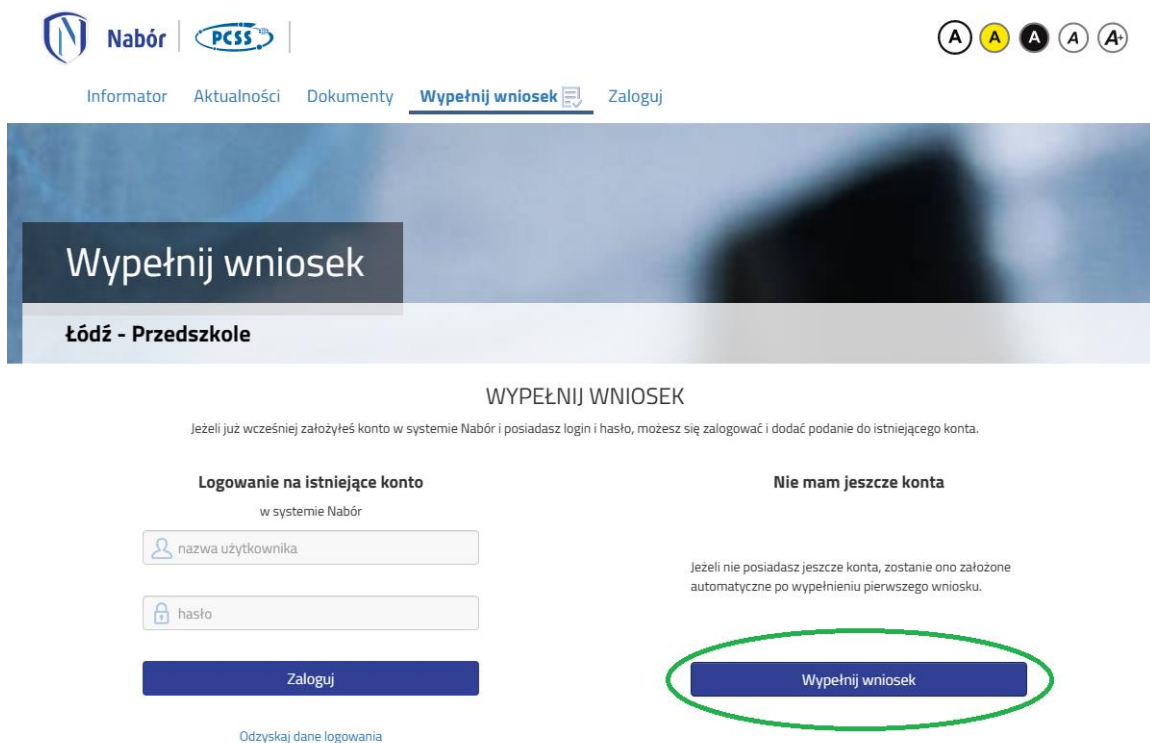 Nabór PCSS A A A A A+
Informator Aktualności Dokumenty Wypełnij wniosek Zaloguj
Wypełnij wniosek
Łódź - Przedszkole
WYPEŁNIJ WNIOSEK
Jeżeli już wcześniej założyłeś konto w systemie Nabór i posiadasz login i hasło, możesz się zalogować i dodać podanie do istniejącego konta.
Logowanie na istniejące konto
w systemie Nabór
nazwa użytkownika
hasło
Zaloguj
Odzyskaj dane logowania
Nie mam jeszcze konta
Jeżeli nie posiadasz jeszcze konta, zostanie ono założone
automatyczne po wypełnieniu pierwszego wniosku.
Wypełnij wniosek